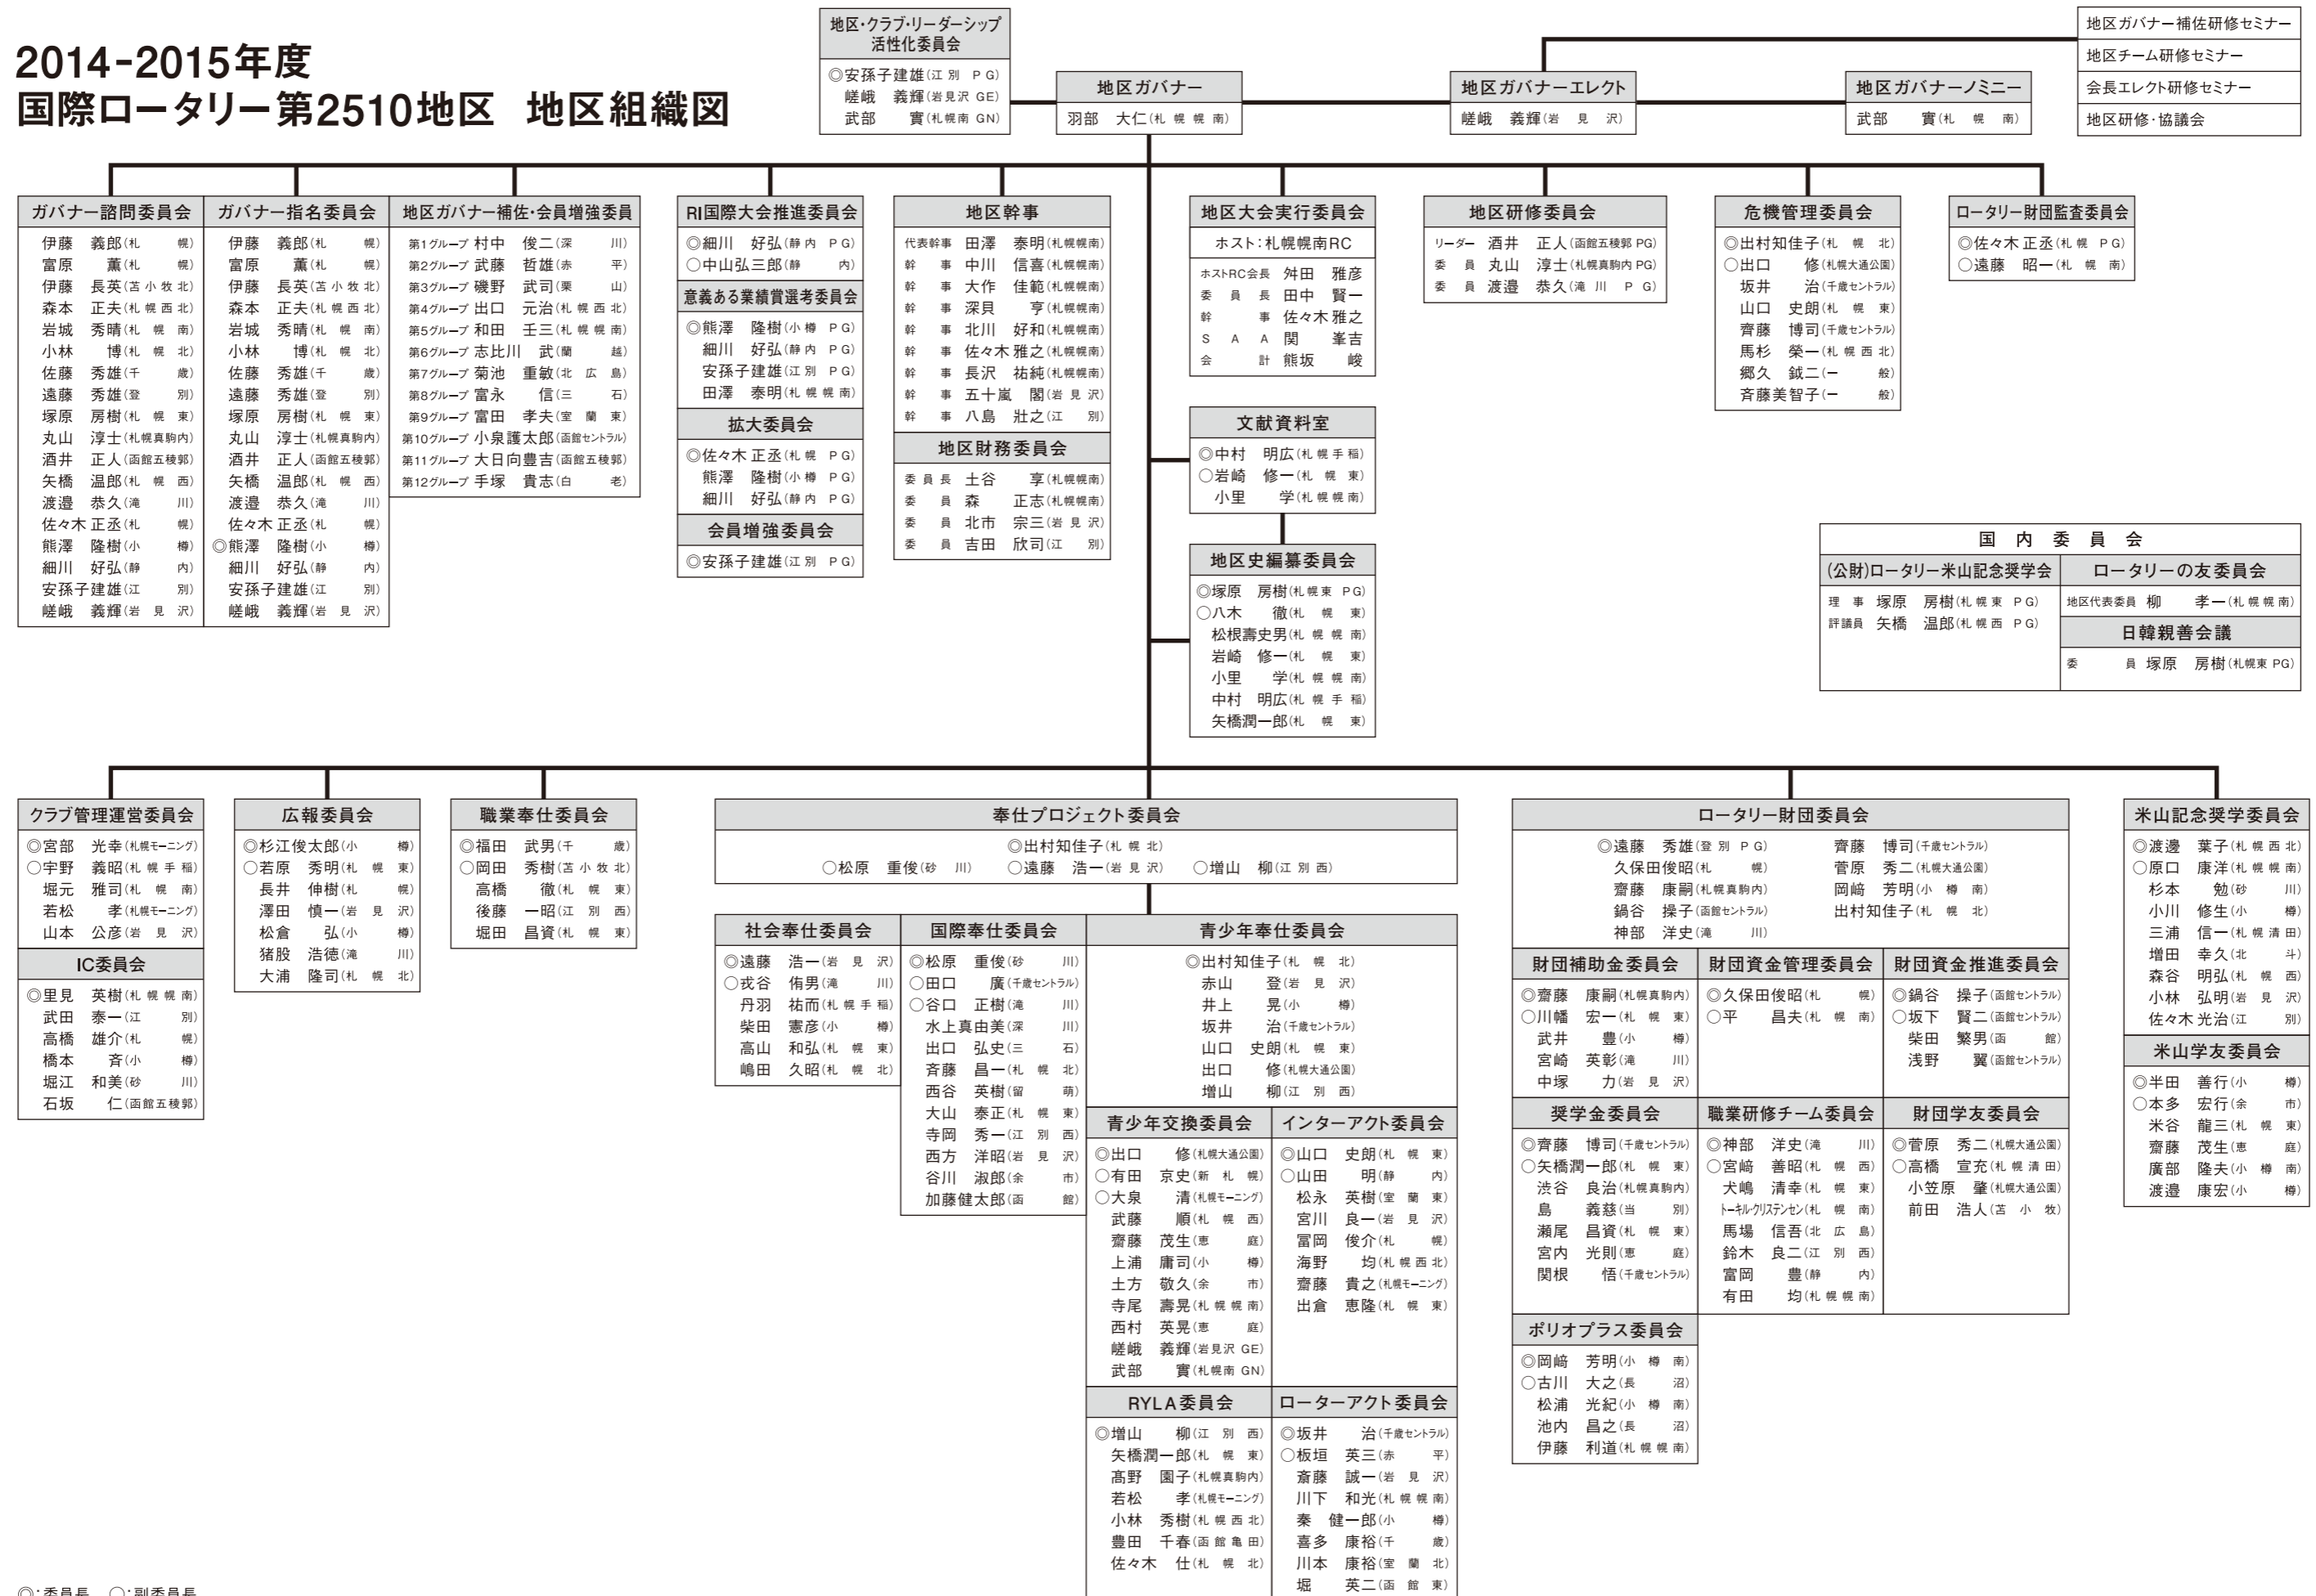 2014-2015年度
国際ロータリー第2510地区 地区組織図
地区・クラブ・リーダーシップ
活性化委員会
◎安孫子建雄(江別 PG)
嵯峨 義輝(岩見沢 GE)
武部 實(札幌南 GN)
地区ガバナー
羽部 大仁(札幌幌南)
地区ガバナーエレクト
嵯峨 義輝(岩見沢)
地区ガバナーノミニー
武部 實(札幌南)
地区ガバナー補佐研修セミナー
地区チーム研修セミナー
会長エレクト研修セミナー
地区研修・協議会
ガバナー諮問委員会
伊藤 義郎(札幌)
富原 薫(札幌)
伊藤 長英(苫小牧北)
森本 正夫(札幌西北)
岩城 秀晴(札幌南)
小林 博(札幌北)
佐藤 秀雄(千歳)
遠藤 秀雄(登別)
塚原 房樹(札幌東)
丸山 淳士(札幌真駒内)
酒井 正人(函館五稜郭)
矢橋 温郎(札幌西)
渡邉 恭久(滝川)
佐々木 正丞(札幌)
熊澤 隆樹(小樽)
細川 好弘(静内)
安孫子建雄(江別)
嵯峨 義輝(岩見沢)
ガバナー指名委員会
伊藤 義郎(札幌)
富原 薫(札幌)
伊藤 長英(苫小牧北)
森本 正夫(札幌西北)
岩城 秀晴(札幌南)
小林 博(札幌北)
佐藤 秀雄(千歳)
遠藤 秀雄(登別)
塚原 房樹(札幌東)
丸山 淳士(札幌真駒内)
酒井 正人(函館五稜郭)
矢橋 温郎(札幌西)
渡邉 恭久(滝川)
佐々木 正丞(札幌)
◎熊澤 隆樹(小樽)
細川 好弘(静内)
安孫子建雄(江別)
嵯峨 義輝(岩見沢)
地区ガバナー補佐・会員増強委員
第1グループ 村中 俊二(深川)
第2グループ 武藤 哲雄(赤平)
第3グループ 磯野 武司(栗山)
第4グループ 出口 元治(札幌西北)
第5グループ 和田 壬三(札幌幌南)
第6グループ 志比川 武(蘭越)
第7グループ 菊池 重敏(北広島)
第8グループ 富永 信(三石)
第9グループ 富田 孝夫(室蘭東)
第10グループ 小泉護太郎(函館セントラル)
第11グループ 大日向豊吉(函館五稜郭)
第12グループ 手塚 貴志(白老)
RI国際大会推進委員会
◎細川 好弘(静内 PG)
○中山弘三郎(静内)
意義ある業績賞選考委員会
◎熊澤 隆樹(小樽 PG)
細川 好弘(静内 PG)
安孫子建雄(江別 PG)
田澤 泰明(札幌幌南)
拡大委員会
◎佐々木 正丞(札幌 PG)
熊澤 隆樹(小樽 PG)
細川 好弘(静内 PG)
会員増強委員会
◎安孫子建雄(江別 PG)
地区幹事
代表幹事 田澤 泰明(札幌幌南)
幹事 中川 信喜(札幌幌南)
幹事 大作 佳範(札幌幌南)
幹事 深貝 亨(札幌幌南)
幹事 北川 好和(札幌幌南)
幹事 佐々木 雅之(札幌幌南)
幹事 長沢 祐純(札幌幌南)
幹事 五十嵐 閣(岩見沢)
幹事 八島 壯之(江別)
地区財務委員会
委員長 土谷 享(札幌幌南)
委員 森 正志(札幌幌南)
委員 北市 宗三(岩見沢)
委員 吉田 欣司(江別)
地区大会実行委員会
ホスト：札幌幌南RC
ホストRC会長 舛田 雅彦
委員長 田中 賢一
幹事 佐々木 雅之
SAA 関 峯吉
会計 熊坂 峻
文献資料室
◎中村 明広(札幌手稲)
○岩崎 修一(札幌東)
小里 学(札幌幌南)
地区史編纂委員会
◎塚原 房樹(札幌東 PG)
○八木 徹(札幌東)
松根壽史男(札幌幌南)
岩崎 修一(札幌東)
小里 学(札幌幌南)
中村 明広(札幌手稲)
矢橋潤一郎(札幌東)
地区研修委員会
リーダー 酒井 正人(函館五稜郭 PG)
委員 丸山 淳士(札幌真駒内 PG)
委員 渡邉 恭久(滝川 PG)
危機管理委員会
◎出村知佳子(札幌北)
○出口 修(札幌大通公園)
坂井 治(千歳セントラル)
山口 史朗(札幌東)
齊藤 博司(千歳セントラル)
馬杉 榮一(札幌西北)
郷久 鉞二(一般)
斉藤美智子(一般)
ロータリー財団監査委員会
◎佐々木 正丞(札幌 PG)
○遠藤 昭一(札幌南)
国内委員会
(公財)ロータリー米山記念奨学会
理事 塚原 房樹(札幌東 PG)
評議員 矢橋 温郎(札幌西 PG)
ロータリーの友委員会
地区代表委員 柳 孝一(札幌幌南)
日韓親善会議
委員 塚原 房樹(札幌東 PG)
クラブ管理運営委員会
◎宮部 光幸(札幌モーニング)
○宇野 義昭(札幌手稲)
堀元 雅司(札幌南)
若松 孝(札幌モーニング)
山本 公彦(岩見沢)
IC委員会
◎里見 英樹(札幌幌南)
武田 泰一(江別)
高橋 雄介(札幌)
橋本 斉(小樽)
堀江 和美(砂川)
石坂 仁(函館五稜郭)
広報委員会
◎杉江俊太郎(小樽)
○若原 秀明(札幌東)
長井 伸樹(札幌)
澤田 慎一(岩見沢)
松倉 弘(小樽)
猪股 浩徳(滝川)
大浦 隆司(札幌北)
職業奉仕委員会
◎福田 武男(千歳)
○岡田 秀樹(苫小牧北)
高橋 徹(札幌東)
後藤 一昭(江別西)
堀田 昌資(札幌東)
奉仕プロジェクト委員会
◎出村知佳子(札幌北)
○松原 重俊(砂川) ○遠藤 浩一(岩見沢) ○増山 柳(江別西)
社会奉仕委員会
◎遠藤 浩一(岩見沢)
○戎谷 侑男(滝川)
丹羽 祐而(札幌手稲)
柴田 憲彦(小樽)
高山 和弘(札幌東)
嶋田 久昭(札幌北)
国際奉仕委員会
◎松原 重俊(砂川)
○田口 廣(千歳セントラル)
○谷口 正樹(滝川)
水上真由美(深川)
出口 弘史(三石)
斉藤 昌一(札幌北)
西谷 英樹(留萌)
大山 泰正(札幌東)
寺岡 秀一(江別西)
西方 洋昭(岩見沢)
谷川 淑郎(余市)
加藤健太郎(函館)
青少年奉仕委員会
◎出村知佳子(札幌北)
赤山 登(岩見沢)
井上 晃(小樽)
坂井 治(千歳セントラル)
山口 史朗(札幌東)
出口 修(札幌大通公園)
増山 柳(江別西)
青少年交換委員会
◎出口 修(札幌大通公園)
○有田 京史(新札幌)
○大泉 清(札幌モーニング)
武藤 順(札幌西)
齋藤 茂生(恵庭)
上浦 庸司(小樽)
土方 敬久(余市)
寺尾 壽晃(札幌幌南)
西村 英晃(恵庭)
嵯峨 義輝(岩見沢 GE)
武部 實(札幌南 GN)
インターアクト委員会
◎山口 史朗(札幌東)
○山田 明(静内)
松永 英樹(室蘭東)
宮川 良一(岩見沢)
冨岡 俊介(札幌)
海野 均(札幌西北)
齋藤 貴之(札幌モーニング)
出倉 恵隆(札幌東)
RYLA委員会
◎増山 柳(江別西)
矢橋潤一郎(札幌東)
髙野 園子(札幌真駒内)
若松 孝(札幌モーニング)
小林 秀樹(札幌西北)
豊田 千春(函館亀田)
佐々木 仕(札幌北)
ローターアクト委員会
◎坂井 治(千歳セントラル)
○板垣 英三(赤平)
斎藤 誠一(岩見沢)
川下 和光(札幌幌南)
秦 健一郎(小樽)
喜多 康裕(千歳)
川本 康裕(室蘭北)
堀 英二(函館東)
ロータリー財団委員会
◎遠藤 秀雄(登別 PG) 齊藤 博司(千歳セントラル)
久保田俊昭(札幌) 菅原 秀二(札幌大通公園)
齋藤 康嗣(札幌真駒内) 岡﨑 芳明(小樽南)
鍋谷 操子(函館セントラル) 出村知佳子(札幌北)
神部 洋史(滝川)
財団補助金委員会
◎齋藤 康嗣(札幌真駒内)
○川幡 宏一(札幌東)
武井 豊(小樽)
宮崎 英彰(滝川)
中塚 力(岩見沢)
財団資金管理委員会
◎久保田俊昭(札幌)
○平 昌夫(札幌南)
財団資金推進委員会
◎鍋谷 操子(函館セントラル)
○坂下 賢二(函館セントラル)
柴田 繁男(函館)
浅野 翼(函館セントラル)
奨学金委員会
◎齊藤 博司(千歳セントラル)
○矢橋潤一郎(札幌東)
渋谷 良治(札幌真駒内)
島 義慈(当別)
瀬尾 昌資(札幌東)
宮内 光則(恵庭)
関根 悟(千歳セントラル)
職業研修チーム委員会
◎神部 洋史(滝川)
○宮﨑 善昭(札幌西)
犬嶋 清幸(札幌東)
トーキル・クリステンセン(札幌南)
馬場 信吾(北広島)
鈴木 良二(江別西)
富岡 豊(静内)
有田 均(札幌幌南)
財団学友委員会
◎菅原 秀二(札幌大通公園)
○高橋 宣充(札幌清田)
小笠原 肇(札幌大通公園)
前田 浩人(苫小牧)
ポリオプラス委員会
◎岡﨑 芳明(小樽南)
○古川 大之(長沼)
松浦 光紀(小樽南)
池内 昌之(長沼)
伊藤 利道(札幌幌南)
米山記念奨学委員会
◎渡邊 葉子(札幌西北)
○原口 康洋(札幌幌南)
杉本 勉(砂川)
小川 修生(小樽)
三浦 信一(札幌清田)
増田 幸久(北斗)
森谷 明弘(札幌西)
小林 弘明(岩見沢)
佐々木 光治(江別)
米山学友委員会
◎半田 善行(小樽)
○本多 宏行(余市)
米谷 龍三(札幌東)
齋藤 茂生(恵庭)
廣部 隆夫(小樽南)
渡邉 康宏(小樽)
◎：委員長 ○：副委員長